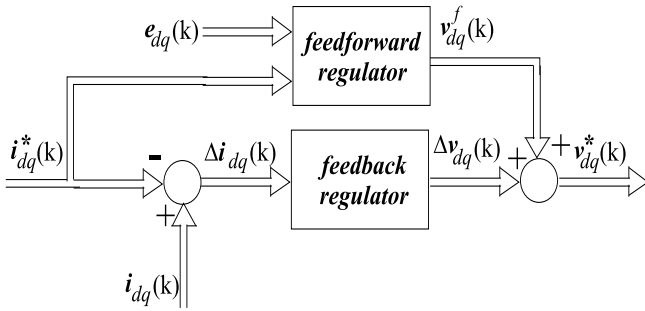 e_dq(k)
feedforward
regulator
v^f_dq(k)
i*_dq(k)
-
Δi_dq(k)
feedback
regulator
Δv_dq(k)
+
+
v*_dq(k)
+
i_dq(k)